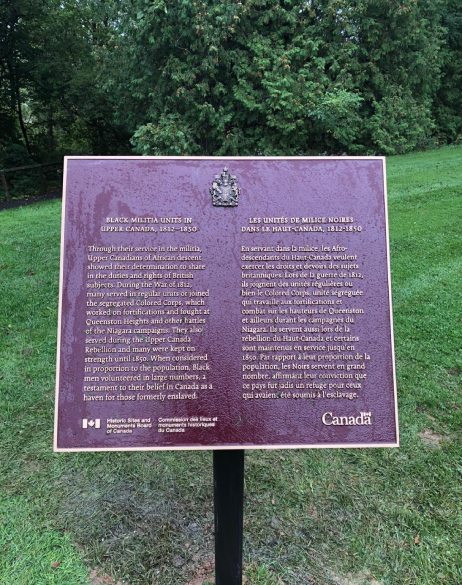 BLACK MILITIA UNITS IN
UPPER CANADA, 1812–1850
Through their service in the militia,
Upper Canadians of African descent
showed their determination to share
in the duties and rights of British
subjects. During the War of 1812,
many served in regular units or joined
the segregated Colored Corps, which
worked on fortifications and fought at
Queenston Heights and other battles
of the Niagara campaigns. They also
served during the Upper Canada
Rebellion and many were kept on
strength until 1850. When considered
in proportion to the population, Black
men volunteered in large numbers, a
testament to their belief in Canada as a
haven for those formerly enslaved.
LES UNITÉS DE MILICE NOIRES
DANS LE HAUT-CANADA, 1812-1850
En servant dans la milice, les Afro-
descendants du Haut-Canada veulent
exercer les droits et devoirs des sujets
britanniques. Lors de la guerre de 1812,
ils joignent des unités régulières ou
bien le Colored Corps, unité ségréguée
qui travaille aux fortifications et
combat sur les hauteurs de Queenston
et ailleurs durant les campagnes du
Niagara. Ils servent aussi lors de la
rébellion du Haut-Canada et certains
sont maintenus en service jusqu'en
1850. Par rapport à leur proportion de la
population, les Noirs servent en grand
nombre, affirmant leur conviction que
ce pays fut jadis un refuge pour ceux
qui avaient été soumis à l'esclavage.
Historic Sites and
Monuments Board
of Canada
Commission des lieux et
monuments historiques
du Canada
Canada